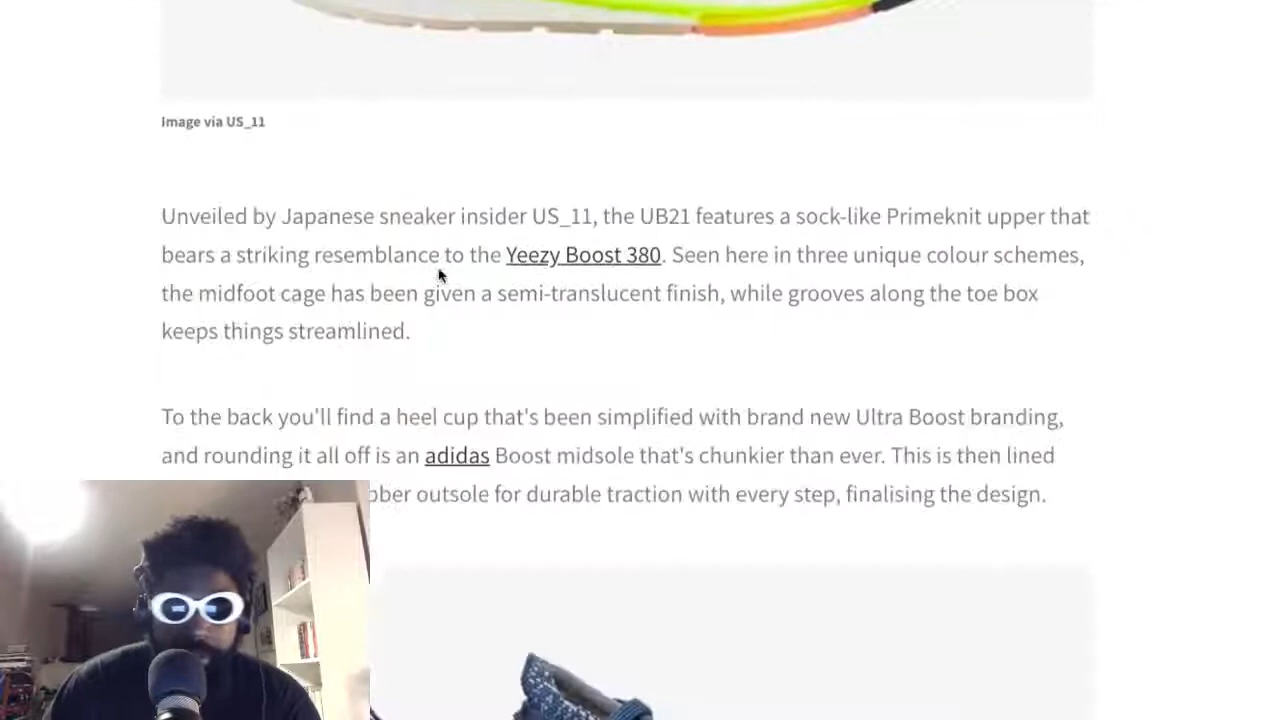 Image via US_11
Unveiled by Japanese sneaker insider US_11, the UB21 features a sock-like Primeknit upper that
bears a striking resemblance to the Yeezy Boost 380. Seen here in three unique colour schemes,
the midfoot cage has been given a semi-translucent finish, while grooves along the toe box
keeps things streamlined.
To the back you'll find a heel cup that's been simplified with brand new Ultra Boost branding,
and rounding it all off is an adidas Boost midsole that's chunkier than ever. This is then lined
outsole for durable traction with every step, finalising the design.